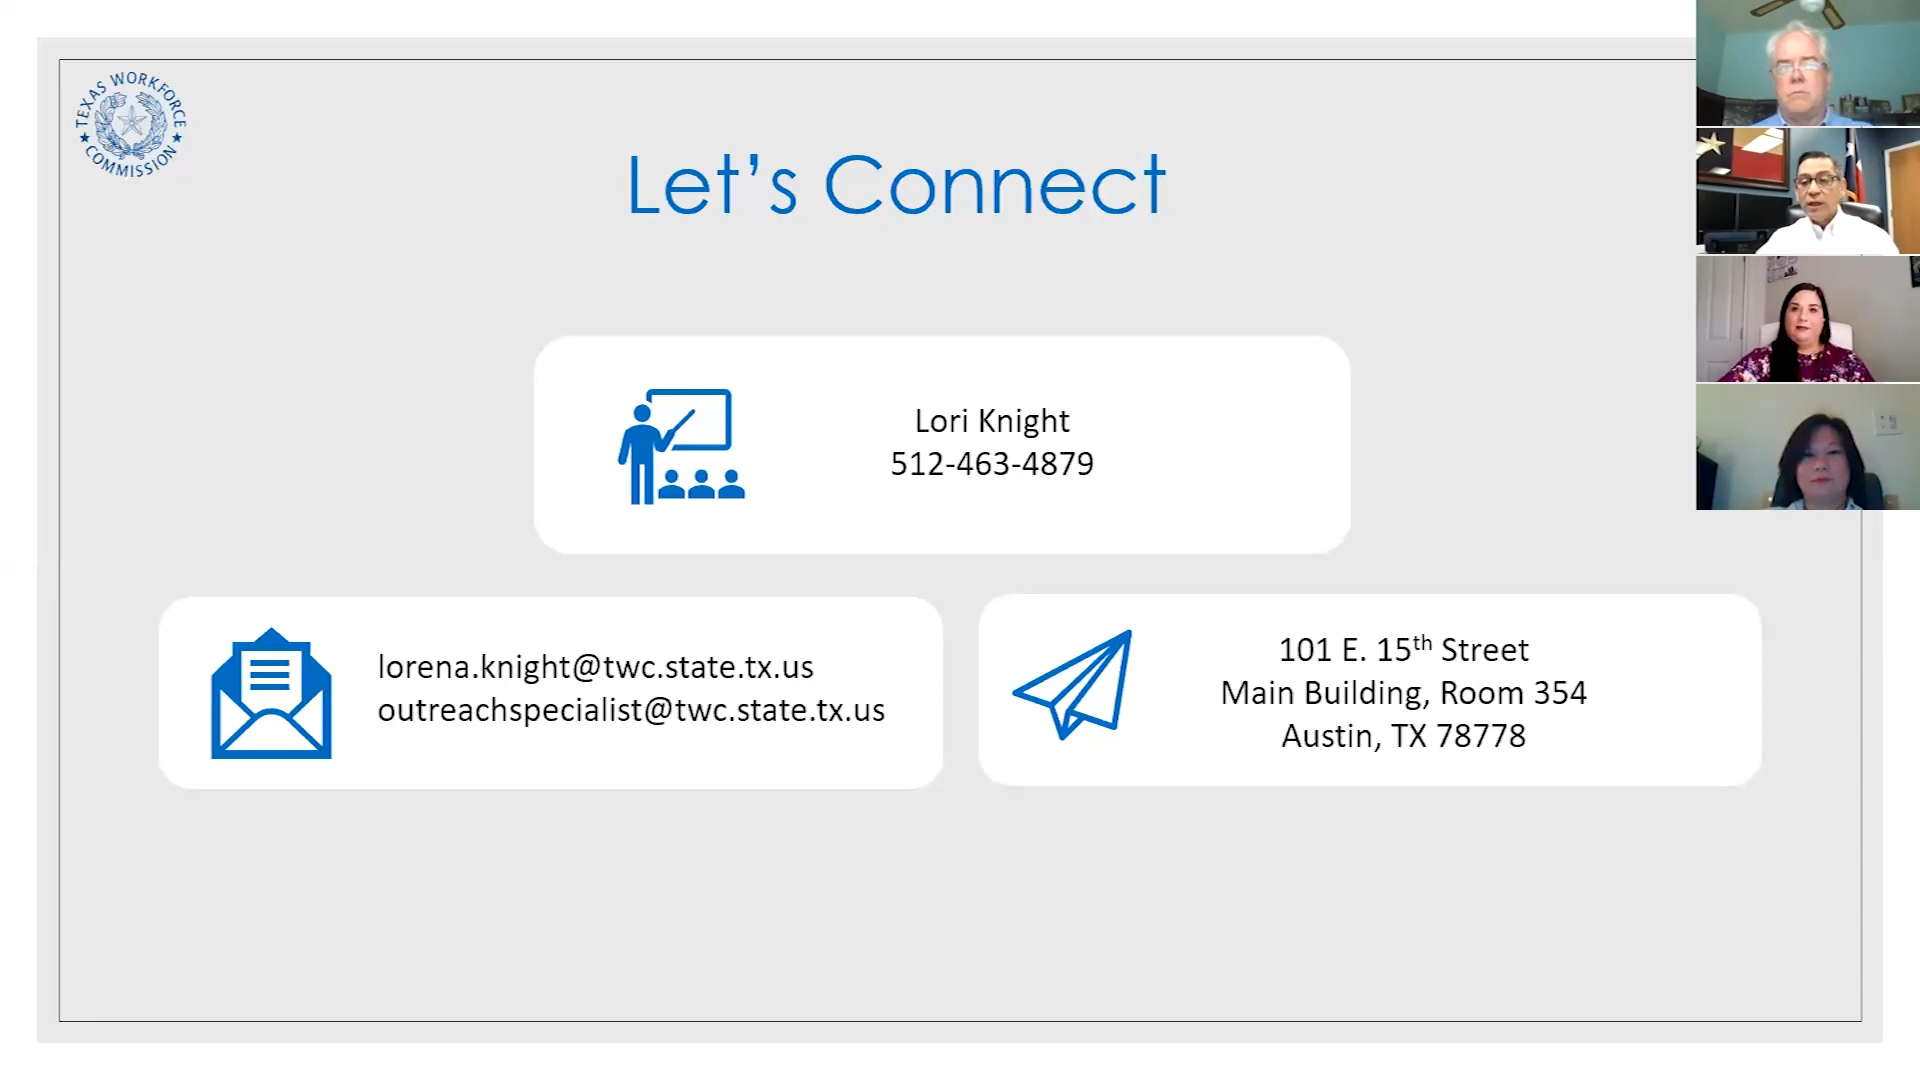 TEXAS WORKFORCE
COMMISSION
Let's Connect
Lori Knight
512-463-4879
lorena.knight@twc.state.tx.us
outreachspecialist@twc.state.tx.us
101 E. 15th Street
Main Building, Room 354
Austin, TX 78778